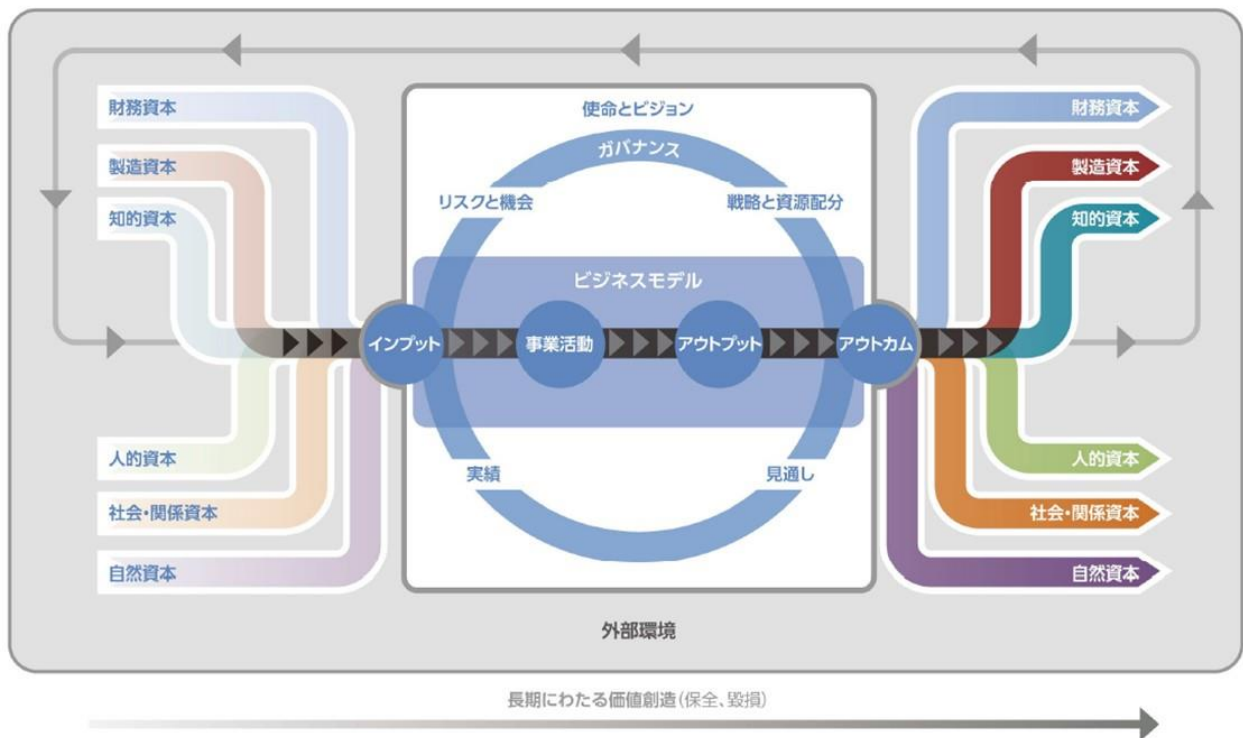 財務資本
製造資本
知的資本
人的資本
社会・関係資本
自然資本
使命とビジョン
ガバナンス
リスクと機会
戦略と資源配分
ビジネスモデル
インプット
事業活動
アウトプット
アウトカム
実績
見通し
財務資本
製造資本
知的資本
人的資本
社会・関係資本
自然資本
外部環境
長期にわたる価値創造(保全、毀損)